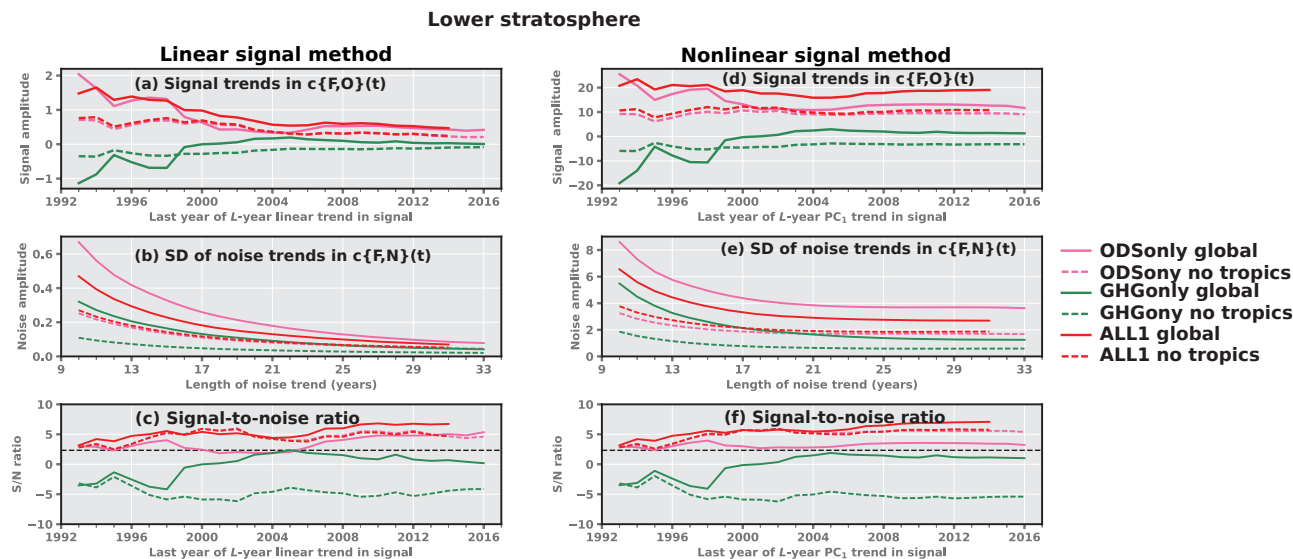 Lower stratosphere
Linear signal method
(a) Signal trends in c{F,O}(t)
Signal amplitude
2
1
0
−1
1992 1996 2000 2004 2008 2012 2016
Last year of L-year linear trend in signal
(b) SD of noise trends in c{F,N}(t)
Noise amplitude
0.6
0.4
0.2
0.0
9 13 17 21 25 29 33
Length of noise trend (years)
(c) Signal-to-noise ratio
S/N ratio
10
5
0
−5
−10
1992 1996 2000 2004 2008 2012 2016
Last year of L-year linear trend in signal
Nonlinear signal method
(d) Signal trends in c{F,O}(t)
Signal amplitude
20
10
0
−10
−20
1992 1996 2000 2004 2008 2012 2016
Last year of L-year PC1 trend in signal
(e) SD of noise trends in c{F,N}(t)
Noise amplitude
8
6
4
2
0
9 13 17 21 25 29 33
Length of noise trend (years)
(f) Signal-to-noise ratio
S/N ratio
10
5
0
−5
−10
1992 1996 2000 2004 2008 2012 2016
Last year of L-year PC1 trend in signal
ODSonly global
ODSony no tropics
GHGonly global
GHGony no tropics
ALL1 global
ALL1 no tropics